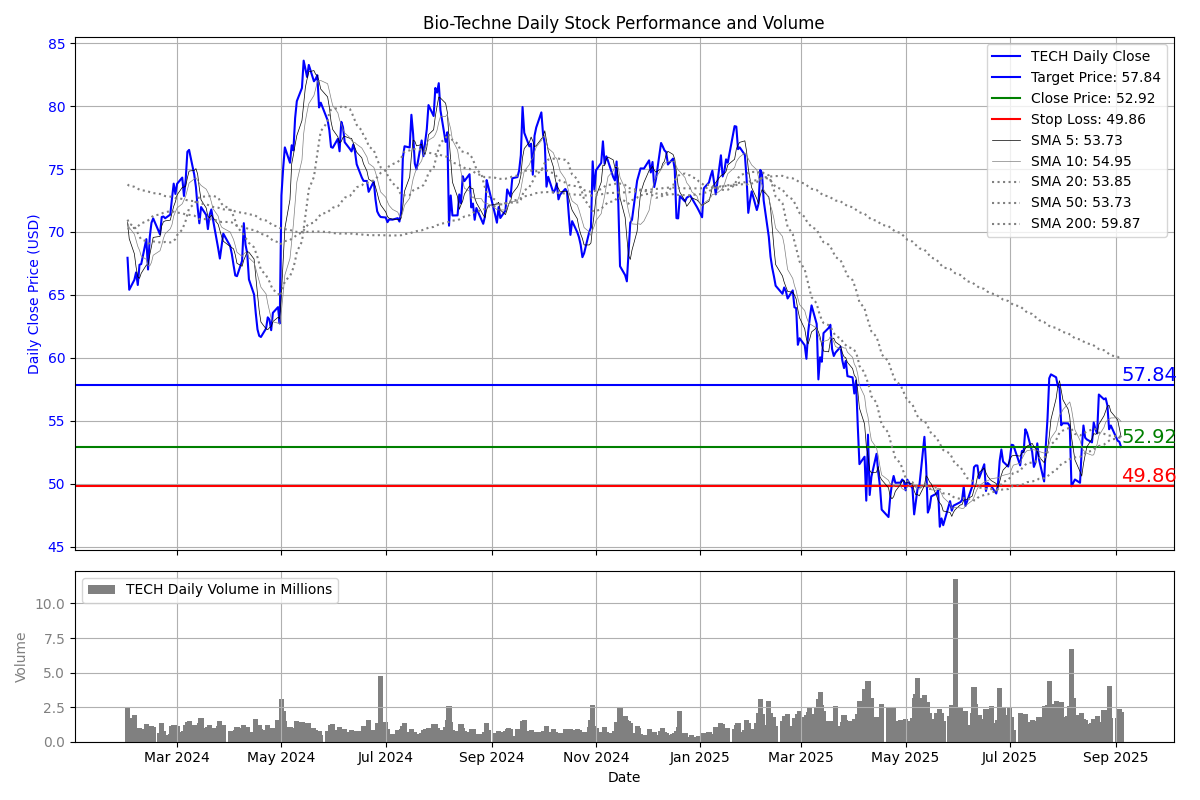 Bio-Techne Daily Stock Performance and Volume
Daily Close Price (USD)
85
80
75
70
65
60
55
50
45
TECH Daily Close
Target Price: 57.84
Close Price: 52.92
Stop Loss: 49.86
SMA 5: 53.73
SMA 10: 54.95
SMA 20: 53.85
SMA 50: 53.73
SMA 200: 59.87
57.84
52.92
49.86
Volume
10.0
7.5
5.0
2.5
0.0
TECH Daily Volume in Millions
Mar 2024 May 2024 Jul 2024 Sep 2024 Nov 2024 Jan 2025 Mar 2025 May 2025 Jul 2025 Sep 2025
Date